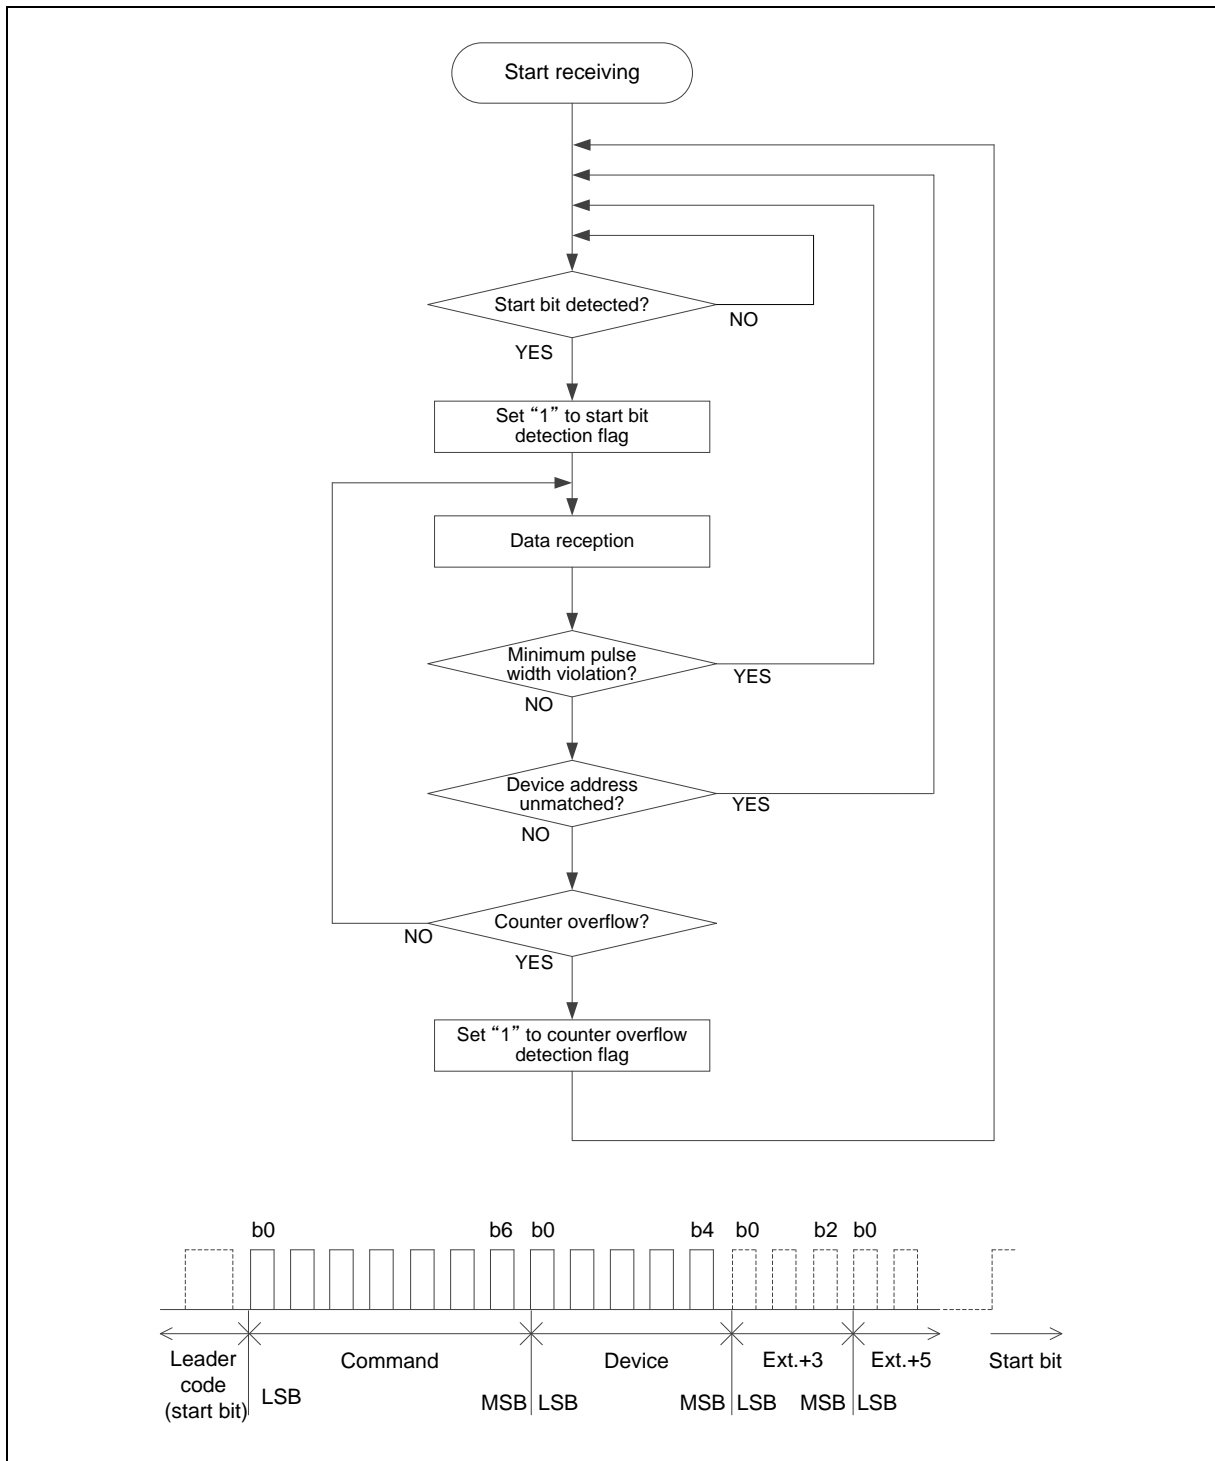 Start receiving
Start bit detected?
NO
YES
Set “1” to start bit
detection flag
Data reception
Minimum pulse
width violation?
YES
NO
Device address
unmatched?
YES
NO
Counter overflow?
NO
YES
Set “1” to counter overflow
detection flag
b0 b6 b0 b4 b0 b2 b0
Leader
code
(start bit)
Command Device Ext.+3 Ext.+5 Start bit
LSB MSB LSB MSB LSB MSB LSB